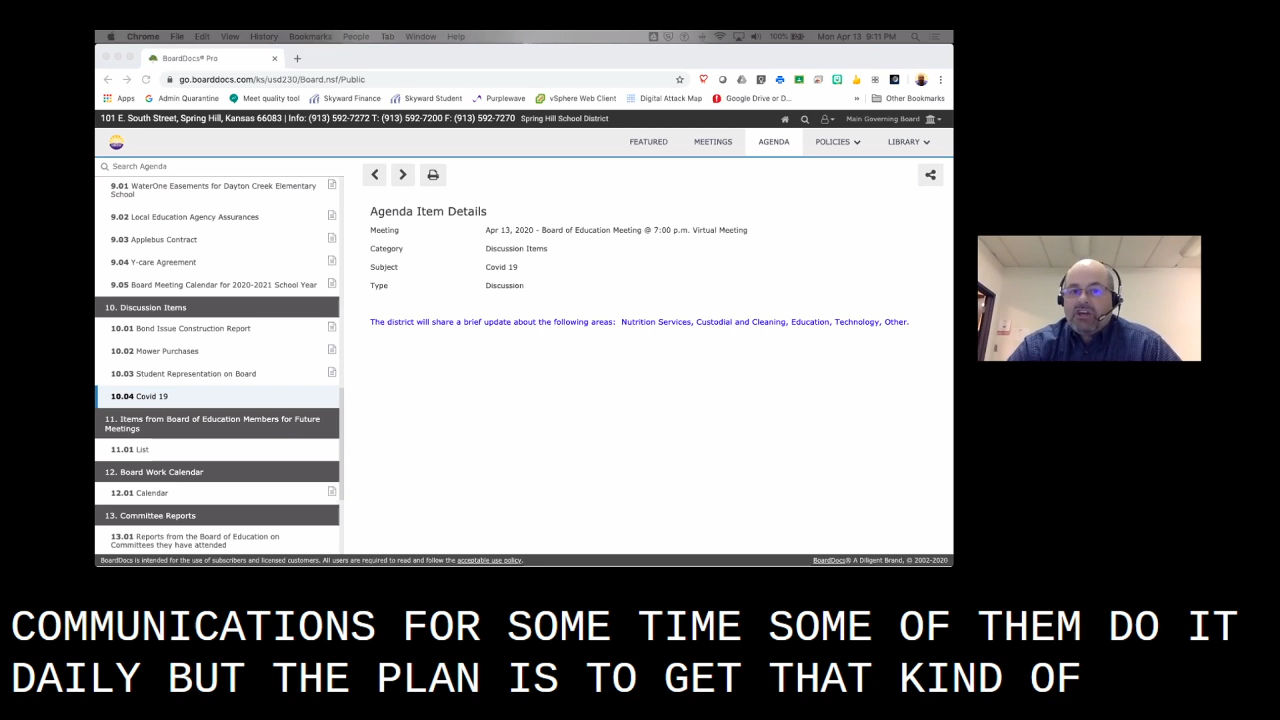 Chrome File Edit View History Bookmarks People Tab Window Help 100% Mon Apr 13 9:11 PM
BoardDocs® Pro
go.boarddocs.com/ks/usd230/Board.nsf/Public
Apps Admin Quarantine Meet quality tool Skyward Finance Skyward Student Purplewave vSphere Web Client Digital Attack Map Google Drive or D... » Other Bookmarks
101 E. South Street, Spring Hill, Kansas 66083 | Info: (913) 592-7272 T: (913) 592-7200 F: (913) 592-7270 Spring Hill School District Main Governing Board
FEATURED MEETINGS AGENDA POLICIES LIBRARY
Search Agenda
9.01 WaterOne Easements for Dayton Creek Elementary
School
9.02 Local Education Agency Assurances
9.03 Applebus Contract
9.04 Y-care Agreement
9.05 Board Meeting Calendar for 2020-2021 School Year
10. Discussion Items
10.01 Bond Issue Construction Report
10.02 Mower Purchases
10.03 Student Representation on Board
10.04 Covid 19
11. Items from Board of Education Members for Future
Meetings
11.01 List
12. Board Work Calendar
12.01 Calendar
13. Committee Reports
13.01 Reports from the Board of Education on
Committees they have attended
Agenda Item Details
Meeting Apr 13, 2020 - Board of Education Meeting @ 7:00 p.m. Virtual Meeting
Category Discussion Items
Subject Covid 19
Type Discussion
The district will share a brief update about the following areas: Nutrition Services, Custodial and Cleaning, Education, Technology, Other.
BoardDocs is intended for the use of subscribers and licensed customers. All users are required to read and follow the acceptable use policy. BoardDocs® A Diligent Brand, © 2002-2020
COMMUNICATIONS FOR SOME TIME SOME OF THEM DO IT
DAILY BUT THE PLAN IS TO GET THAT KIND OF